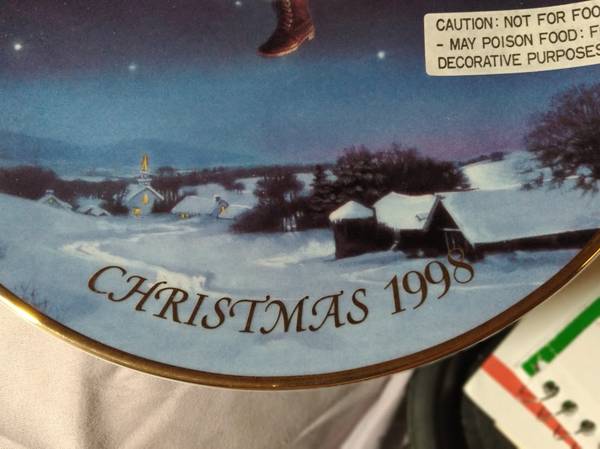 CAUTION: NOT FOR FOO
- MAY POISON FOOD: F
DECORATIVE PURPOSES
CHRISTMAS 1998